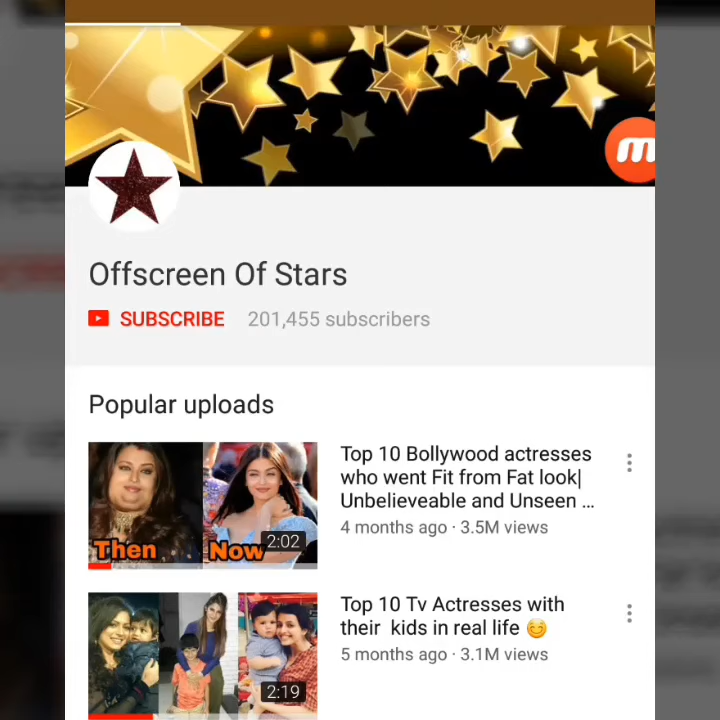 m
Offscreen Of Stars
SUBSCRIBE 201,455 subscribers
Popular uploads
Top 10 Bollywood actresses
who went Fit from Fat look|
Unbelieveable and Unseen ...
4 months ago · 3.5M views
Then Now 2:02
Top 10 Tv Actresses with
their kids in real life 😊
5 months ago · 3.1M views
2:19